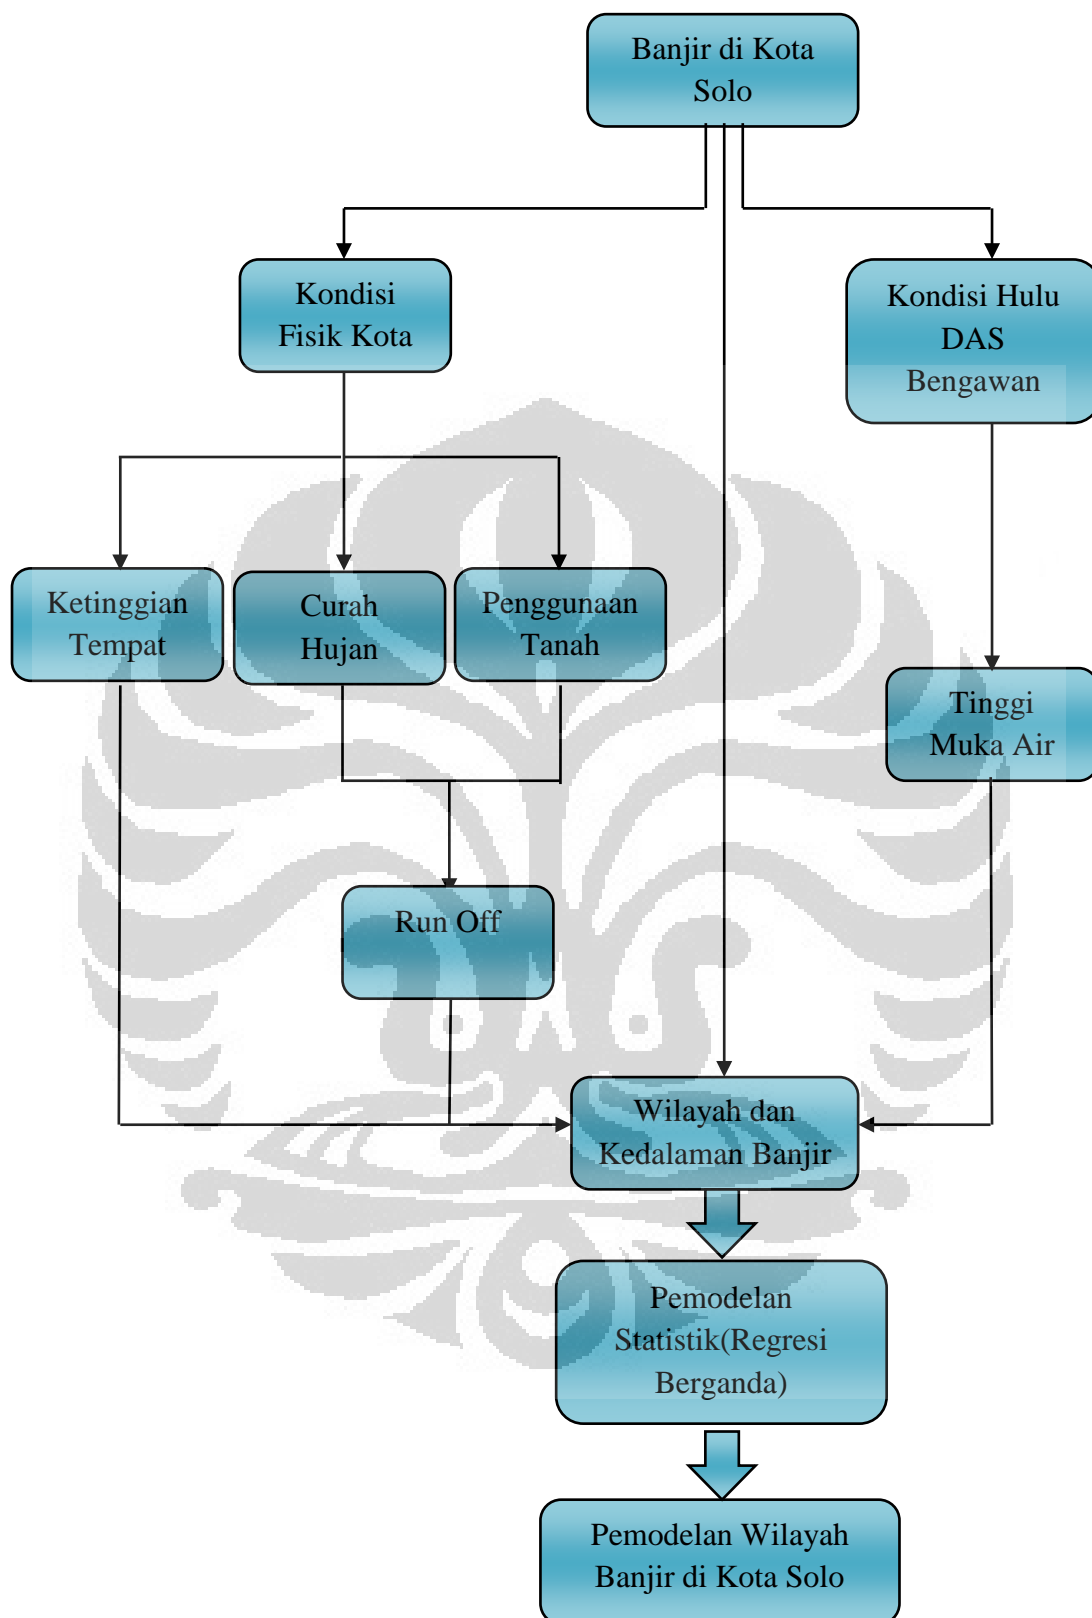 Banjir di Kota
Solo
Kondisi
Fisik Kota
Kondisi Hulu
DAS
Bengawan
Ketinggian
Tempat
Curah
Hujan
Penggunaan
Tanah
Tinggi
Muka Air
Run Off
Wilayah dan
Kedalaman Banjir
Pemodelan
Statistik(Regresi
Berganda)
Pemodelan Wilayah
Banjir di Kota Solo